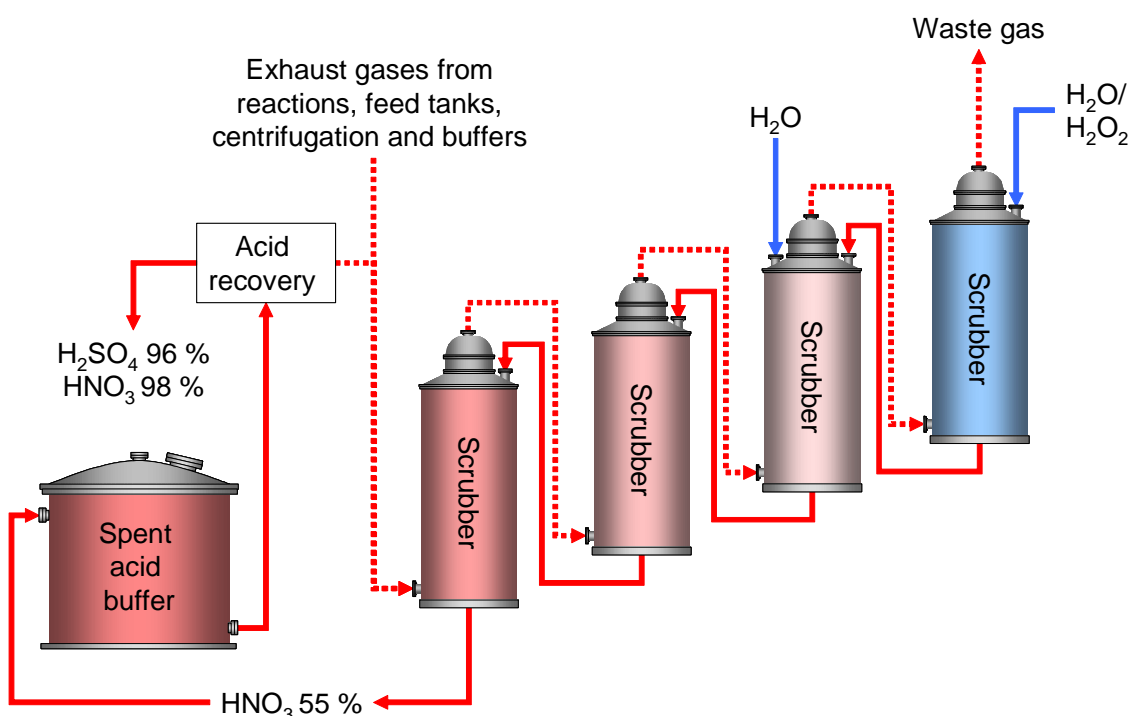 Waste gas
Exhaust gases from
reactions, feed tanks,
centrifugation and buffers
H₂O
H₂O/
H₂O₂
Acid
recovery
H₂SO₄ 96 %
HNO₃ 98 %
Scrubber
Scrubber
Scrubber
Scrubber
Spent
acid
buffer
HNO₃ 55 %